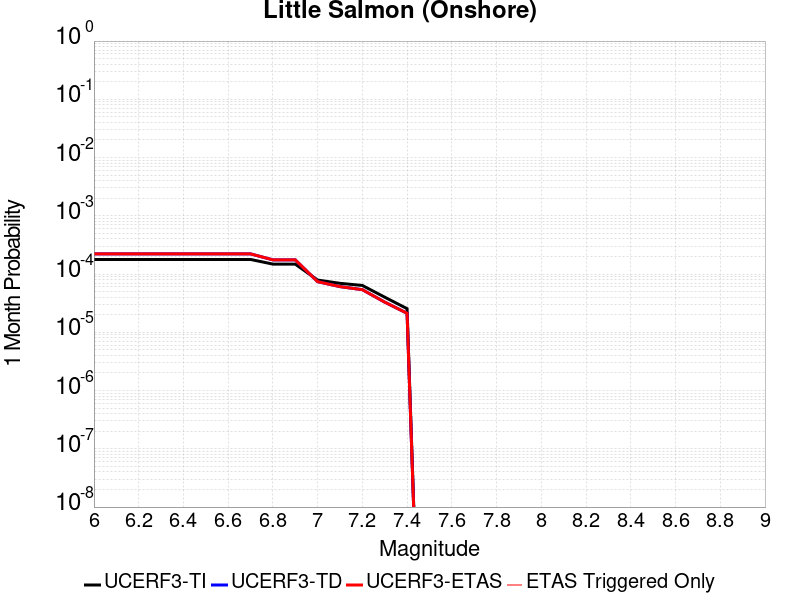 Little Salmon (Onshore)
10^0
10^-1
10^-2
10^-3
10^-4
10^-5
10^-6
10^-7
10^-8
1 Month Probability
6 6.2 6.4 6.6 6.8 7 7.2 7.4 7.6 7.8 8 8.2 8.4 8.6 8.8 9
Magnitude
UCERF3-TI UCERF3-TD UCERF3-ETAS ETAS Triggered Only